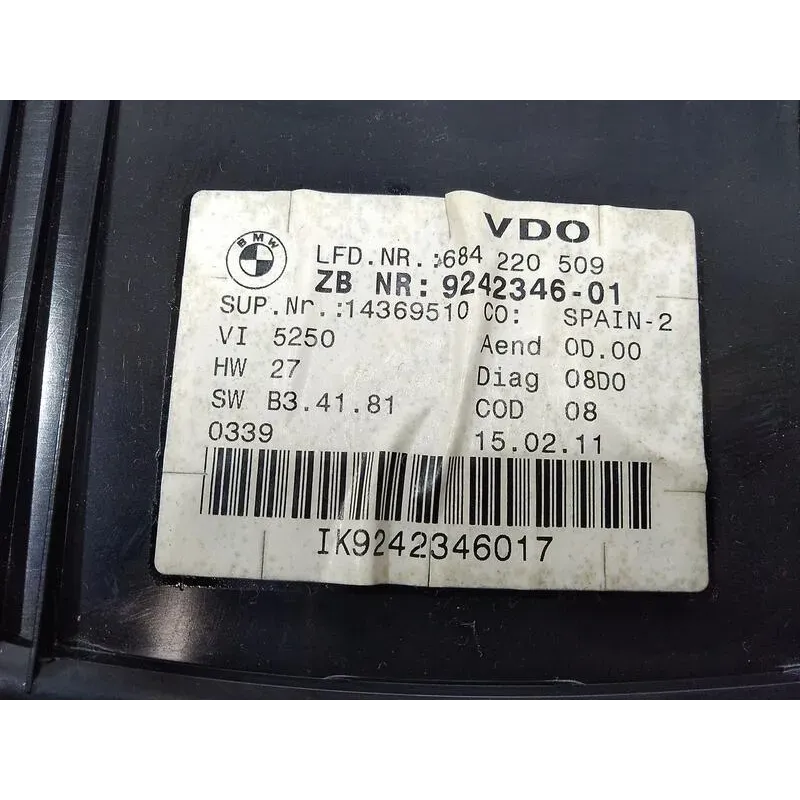 VDO
BMW
LFD.NR.:684 220 509
ZB NR: 9242346-01
SUP.Nr.:14369510 CO: SPAIN-2
VI 5250 Aend 0D.00
HW 27 Diag 08D0
SW B3.41.81 COD 08
0339 15.02.11
IK9242346017